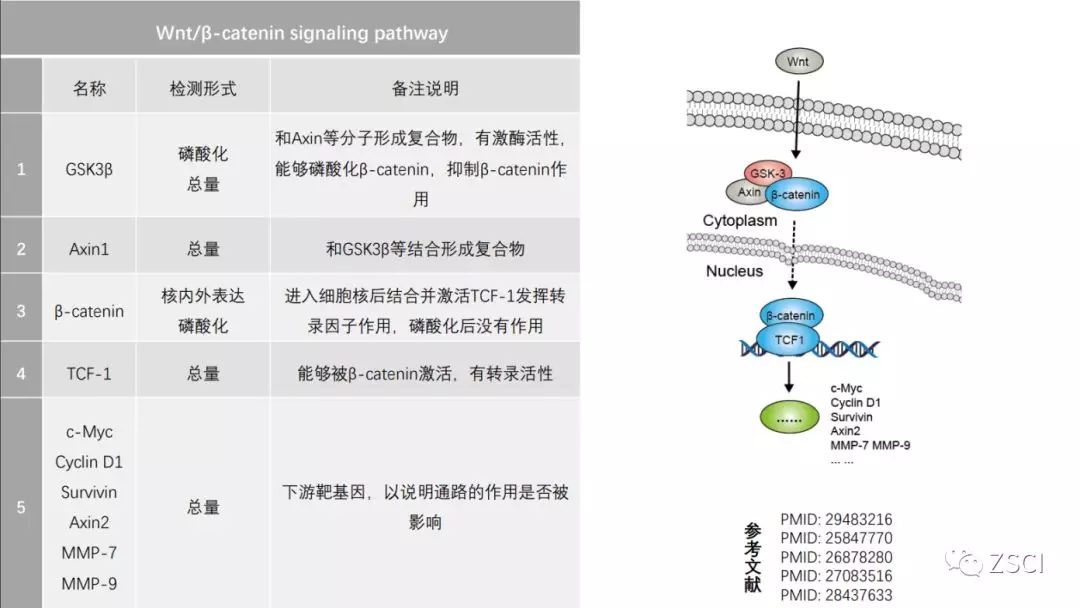 Wnt/β-catenin signaling pathway
名称
检测形式
备注说明
1
GSK3β
磷酸化
总量
和Axin等分子形成复合物，有激酶活性，
能够磷酸化β-catenin，抑制β-catenin作
用
2
Axin1
总量
和GSK3β等结合形成复合物
3
β-catenin
核内外表达
磷酸化
进入细胞核后结合并激活TCF-1发挥转
录因子作用，磷酸化后没有作用
4
TCF-1
总量
能够被β-catenin激活，有转录活性
5
c-Myc
Cyclin D1
Survivin
Axin2
MMP-7
MMP-9
总量
下游靶基因，以说明通路的作用是否被
影响
Wnt
GSK-3
Axin
β-catenin
Cytoplasm
Nucleus
β-catenin
TCF1
......
c-Myc
Cyclin D1
Survivin
Axin2
MMP-7 MMP-9
... ...
参考文献
PMID: 29483216
PMID: 25847770
PMID: 26878280
PMID: 27083516
PMID: 28437633
ZSCI